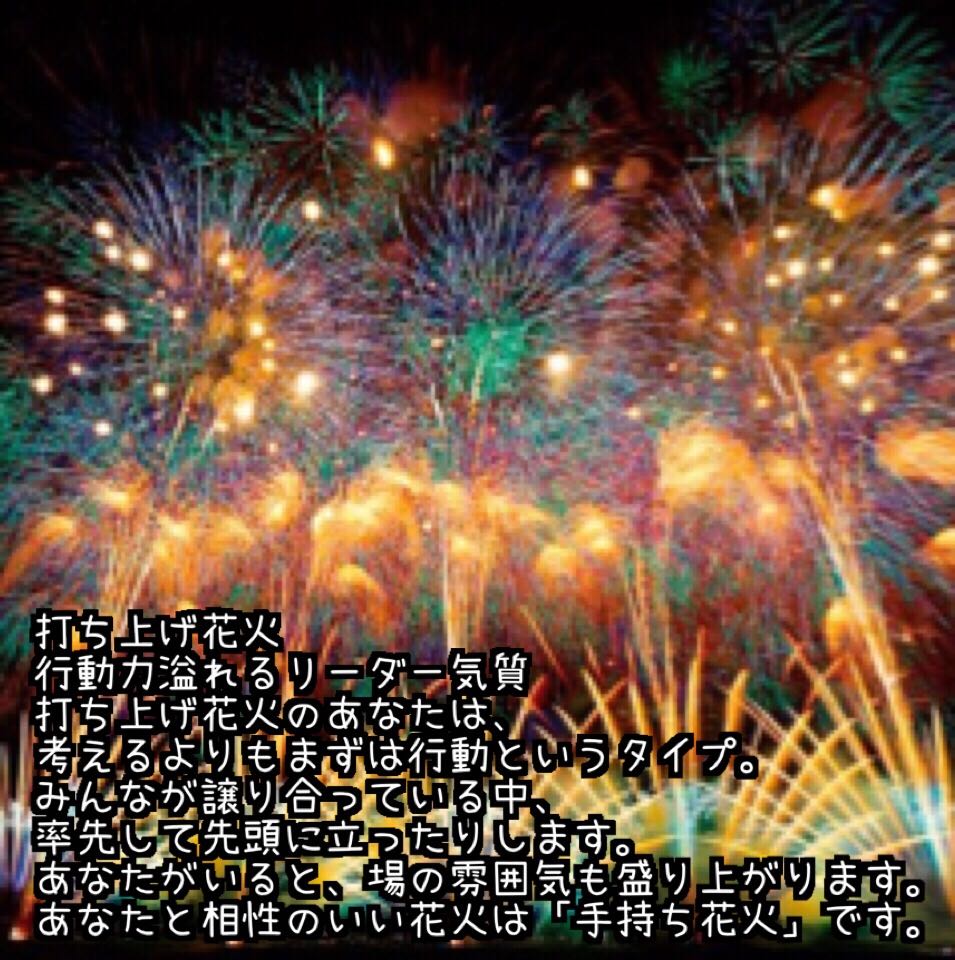 打ち上げ花火
行動力溢れるリーダー気質
打ち上げ花火のあなたは、
考えるよりもまずは行動というタイプ。
みんなが譲り合っている中、
率先して先頭に立ったりします。
あなたがいると、場の雰囲気も盛り上がります。
あなたと相性のいい花火は「手持ち花火」です。